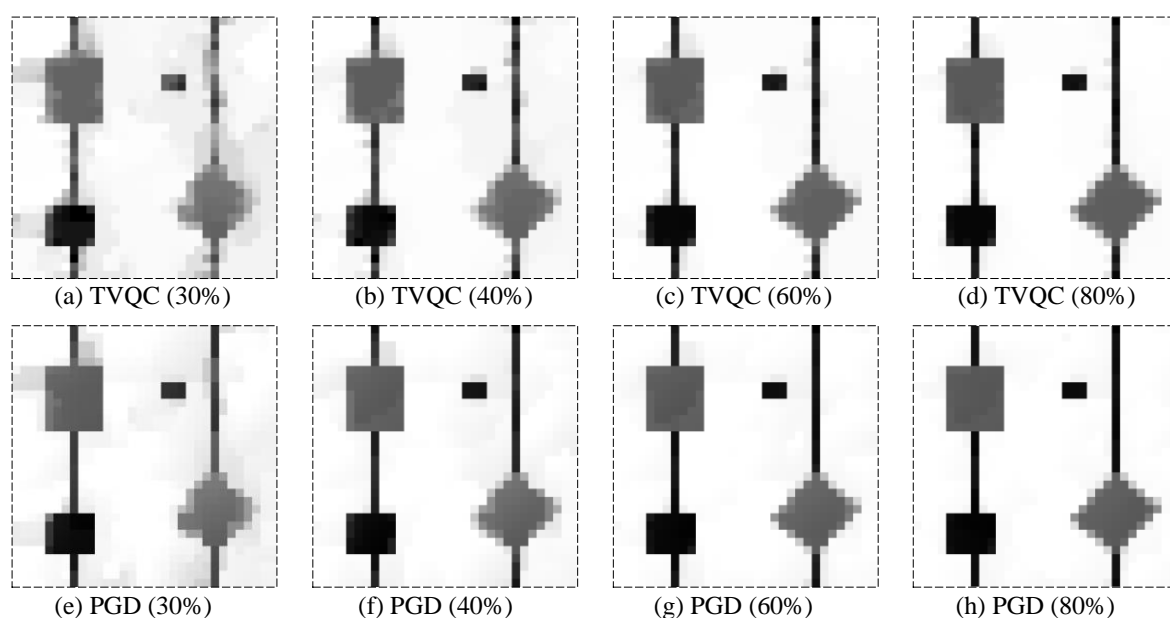 (a) TVQC (30%) (b) TVQC (40%) (c) TVQC (60%) (d) TVQC (80%)
(e) PGD (30%) (f) PGD (40%) (g) PGD (60%) (h) PGD (80%)